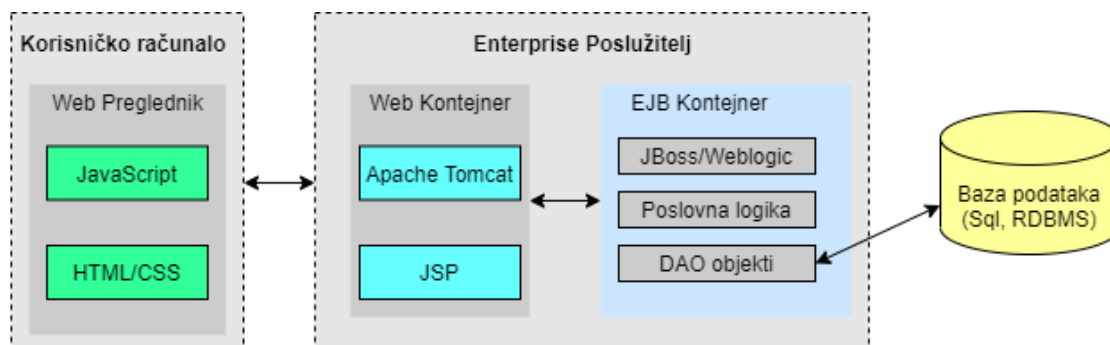 Korisničko računalo
Web Preglednik
JavaScript
HTML/CSS
Enterprise Poslužitelj
Web Kontejner
Apache Tomcat
JSP
EJB Kontejner
JBoss/Weblogic
Poslovna logika
DAO objekti
Baza podataka
(Sql, RDBMS)